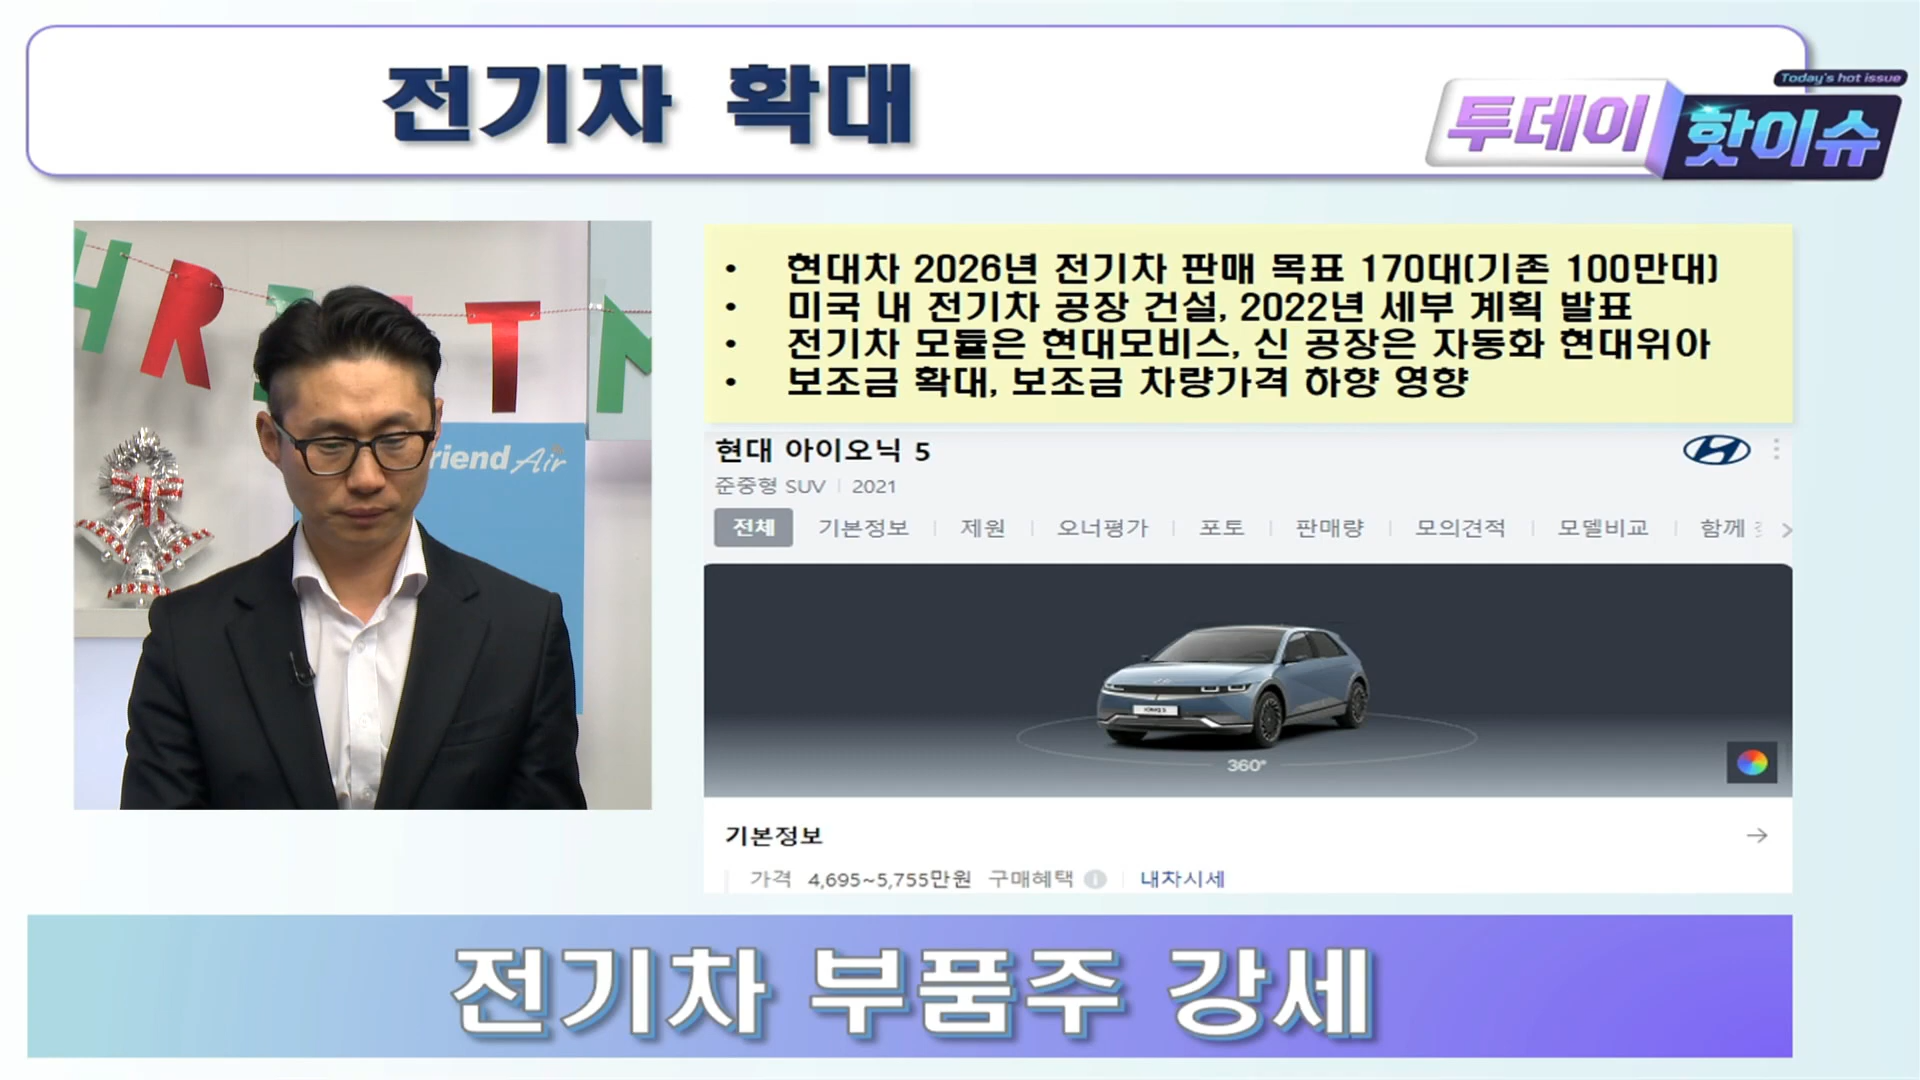 전기차 확대
Today's hot issue
투데이 핫이슈
HR T
riend Air
• 현대차 2026년 전기차 판매 목표 170대(기존 100만대)
• 미국 내 전기차 공장 건설, 2022년 세부 계획 발표
• 전기차 모듈은 현대모비스, 신 공장은 자동화 현대위아
• 보조금 확대, 보조금 차량가격 하향 영향
현대 아이오닉 5
준중형 SUV | 2021
전체 기본정보 제원 오너평가 포토 판매량 모의견적 모델비교 함께
360°
기본정보
가격 4,695~5,755만원 구매혜택 내차시세
전기차 부품주 강세